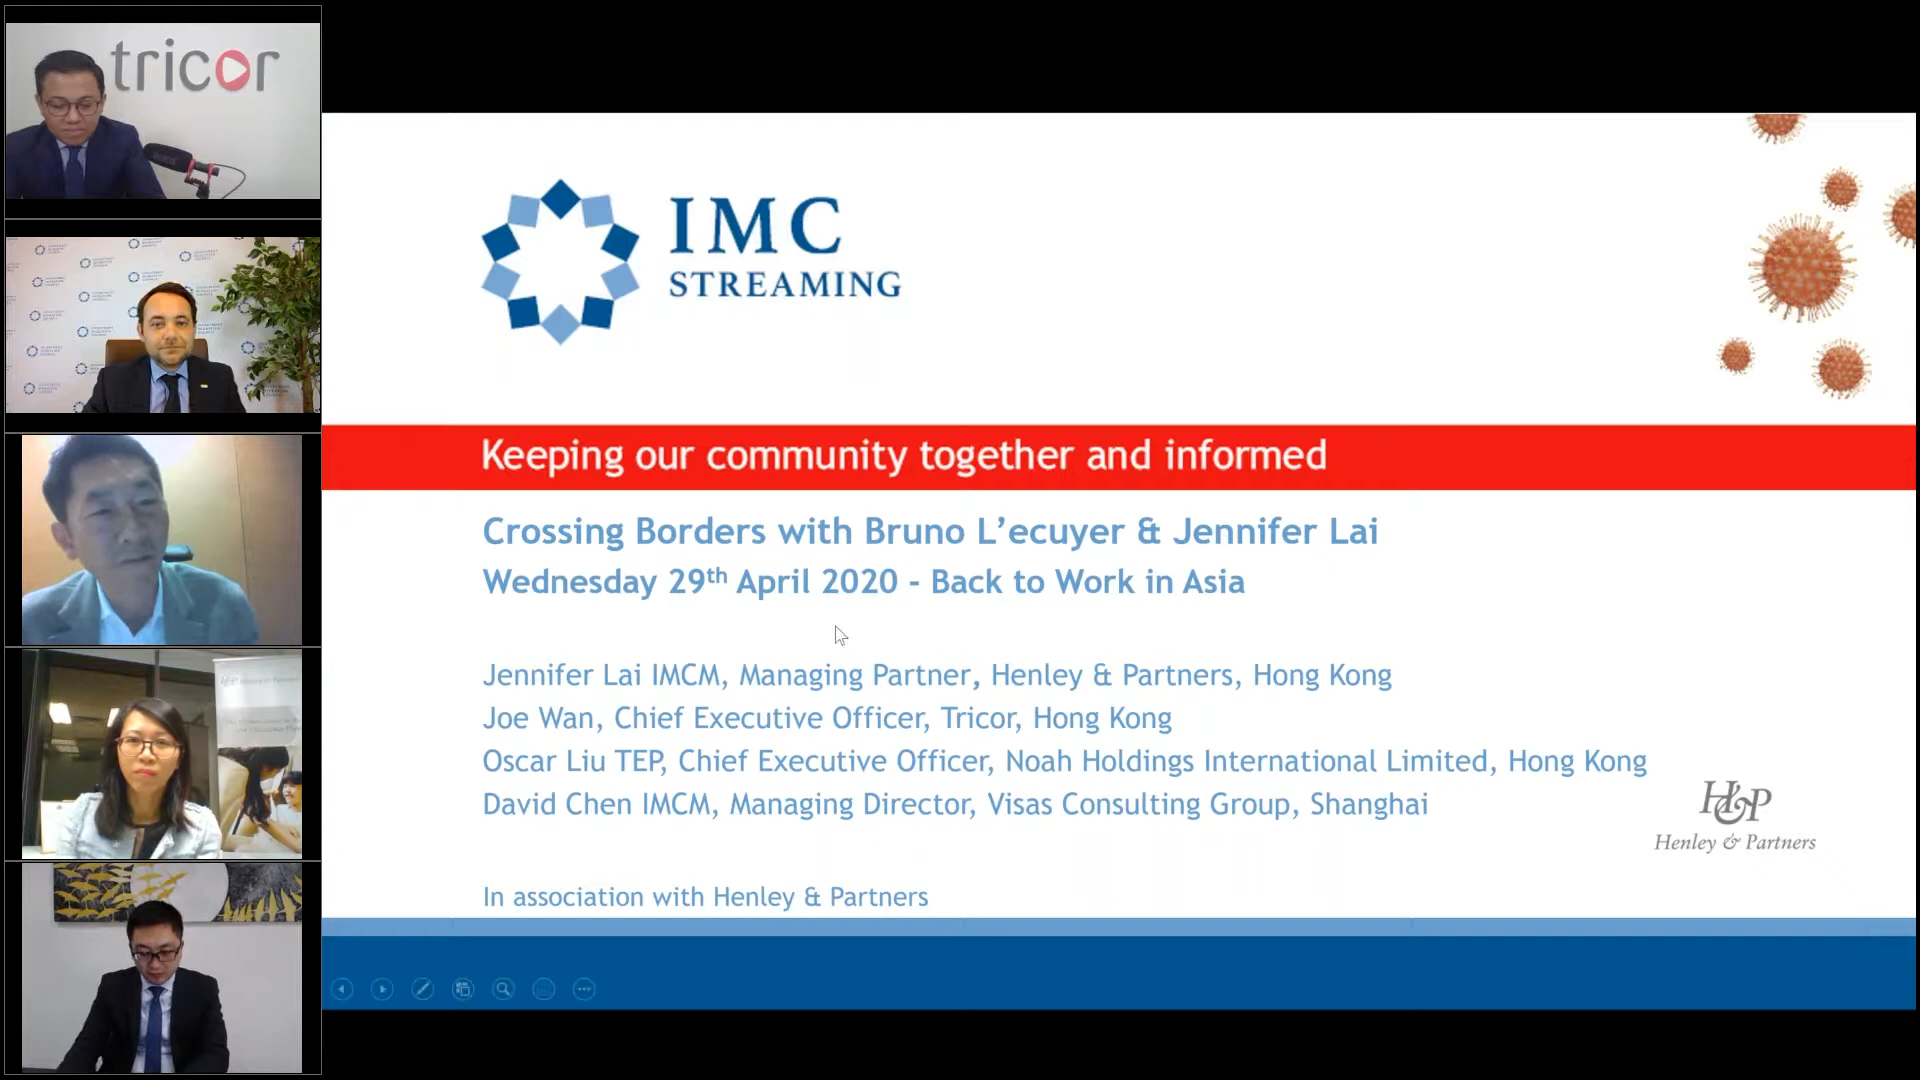 tricor
IMC
STREAMING
Keeping our community together and informed
Crossing Borders with Bruno L’ecuyer & Jennifer Lai
Wednesday 29th April 2020 - Back to Work in Asia
Jennifer Lai IMCM, Managing Partner, Henley & Partners, Hong Kong
Joe Wan, Chief Executive Officer, Tricor, Hong Kong
Oscar Liu TEP, Chief Executive Officer, Noah Holdings International Limited, Hong Kong
David Chen IMCM, Managing Director, Visas Consulting Group, Shanghai
H&P
Henley & Partners
In association with Henley & Partners